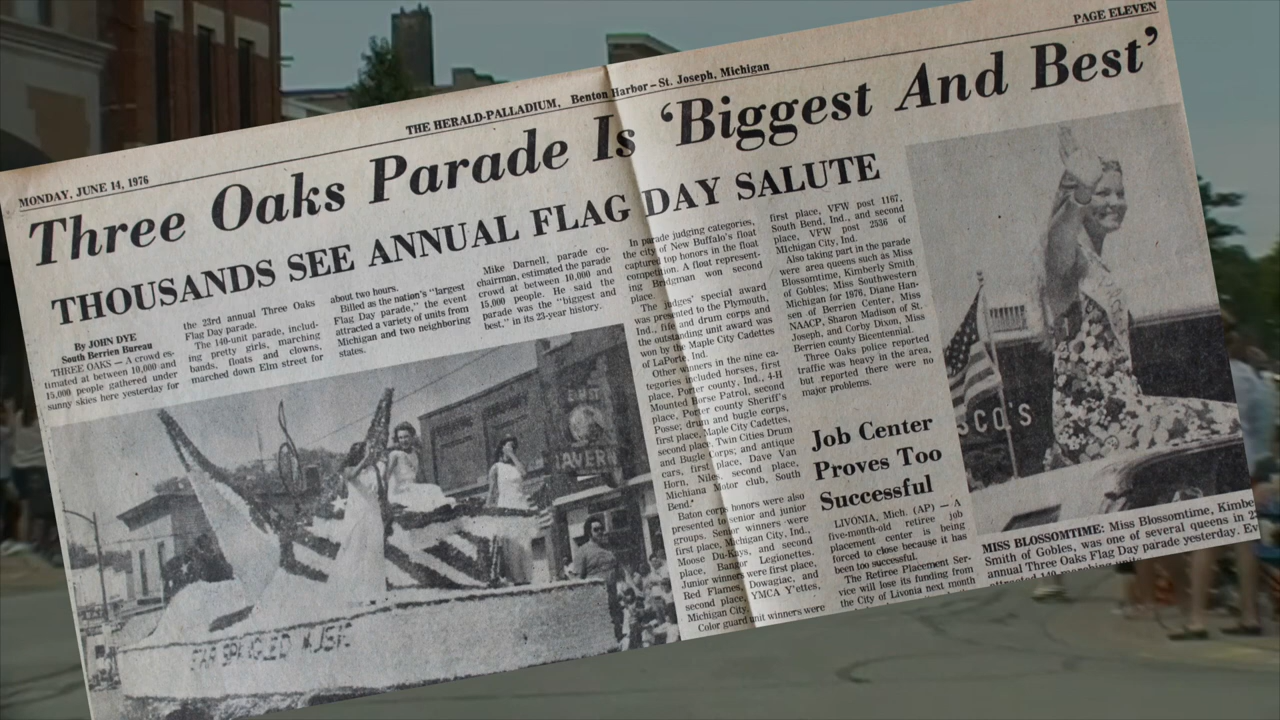 PAGE ELEVEN
THE HERALD-PALLADIUM, Benton Harbor – St. Joseph, Michigan
MONDAY, JUNE 14, 1976
Three Oaks Parade Is ‘Biggest And Best’
THOUSANDS SEE ANNUAL FLAG DAY SALUTE
By JOHN DYE
South Berrien Bureau
THREE OAKS — A crowd es-
timated at between 10,000 and
15,000 people gathered under
sunny skies here yesterday for
the 23rd annual Three Oaks
Flag Day parade.
The 140-unit parade, includ-
ing pretty girls, marching
bands, floats and clowns,
marched down Elm street for
about two hours.
Billed as the nation's "largest
Flag Day parade," the event
attracted a variety of units from
Michigan and two neighboring
states.
Mike Darnell, parade co-
chairman, estimated the parade
crowd at between 10,000 and
15,000 people. He said the
parade was the "biggest and
best," in its 23-year history.
In parade judging categories,
the city of New Buffalo's float
captured top honors in the float
competition. A float represent-
ing Bridgman won second
place.
The judges' special award
was presented to the Plymouth,
Ind., fife and drum corps and
the outstanding unit award was
won by the Maple City Cadettes
of LaPorte, Ind.
Other winners in the nine ca-
tegories included horses, first
place, Porter county, Ind., 4-H
Mounted Horse Patrol, second
place, Porter county Sheriff's
Posse; drum and bugle corps,
first place, Maple City Cadettes,
second place, Twin Cities Drum
and Bugle Corps; and antique
cars, first place, Dave Van
Horn, Niles, second place,
Michiana Motor club, South
Bend.
Baton corps honors were also
presented to senior and junior
groups. Senior winners were
first place, Michigan City, Ind.,
Moose Du-Kays, and second
place, Bangor Legionettes.
Junior winners were first place,
Red Flames, Dowagiac, and
second place, YMCA Y'ettes,
Michigan City.
Color guard unit winners were
first place, VFW post 1167,
South Bend, Ind., and second
place, VFW post 2536 of
Michigan City, Ind.
Also taking part in the parade
were area queens such as Miss
Blossomtime, Kimberly Smith
of Gobles; Miss Southwestern
Michigan for 1976, Diane Han-
sen of Berrien Center, Miss
NAACP, Sharon Madison of St.
Joseph, and Corby Dixon, Miss
Berrien county Bicentennial.
Three Oaks police reported
traffic was heavy in the area,
but reported there were no
major problems.
Job Center
Proves Too
Successful
LIVONIA, Mich. (AP) — A
five-month-old retiree job
placement center is being
forced to close because it has
been too successful.
The Retiree Placement Ser-
vice will lose its funding from
the City of Livonia next month
SCO'S
MISS BLOSSOMTIME: Miss Blossomtime, Kimbe
Smith of Gobles, was one of several queens in 2
annual Three Oaks Flag Day parade yesterday. Ev
TAVERN
STAR SPANGLED MUSIC